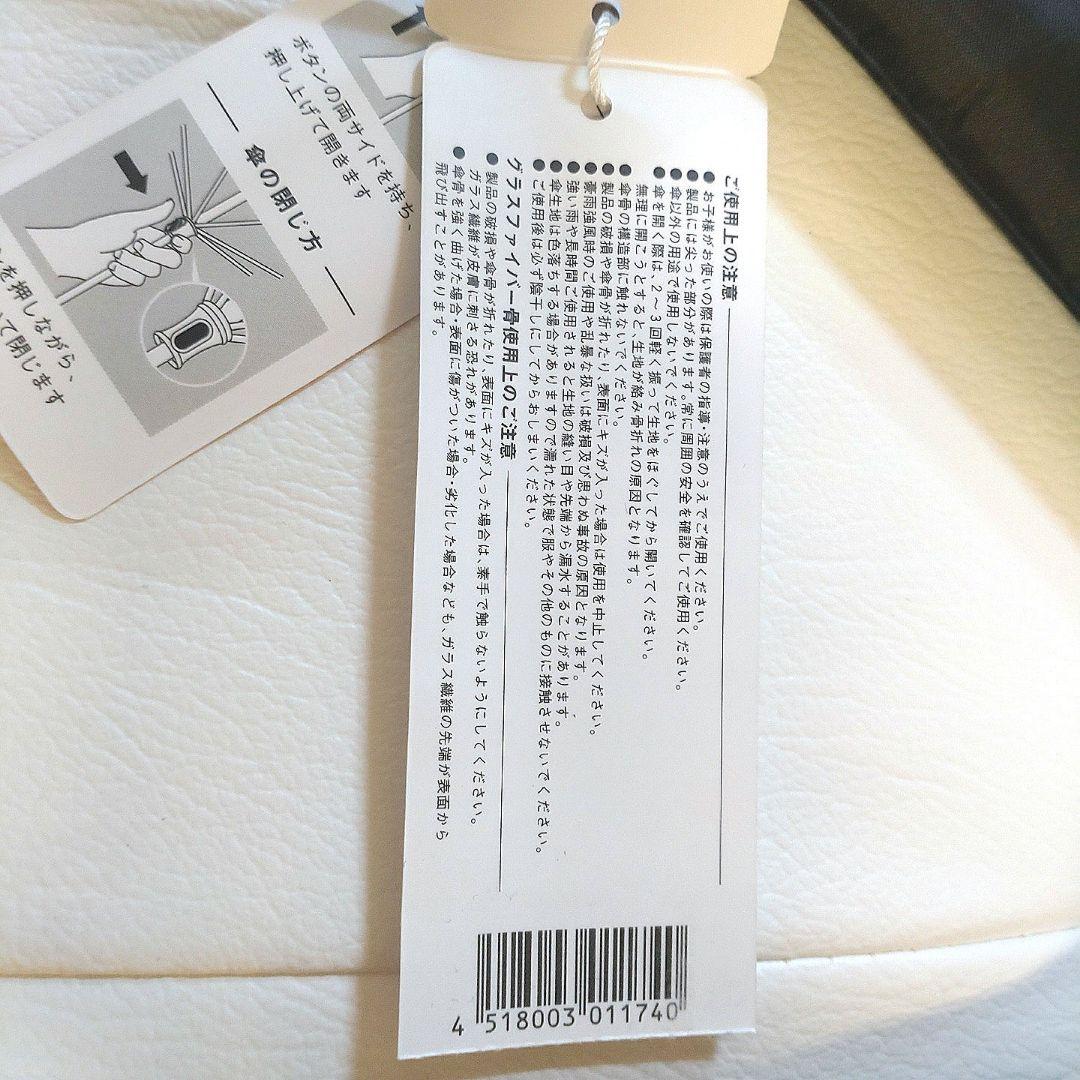 ご使用上の注意
●お子様がお使いの際は保護者の指導・注意のうえでご使用ください。
●製品には尖った部分があります。常に周囲の安全を確認してご使用ください。
●傘以外の用途で使用しないでください。
●傘を開く際は、2〜3回軽く振って生地をほぐしてから開いてください。
無理に開こうとすると生地が絡み骨折れの原因となります。
●傘骨の構造部に触れないでください。
●製品の破損や傘骨が折れたり、表面にキズが入った場合は使用を中止してください。
●豪雨強風時のご使用や乱暴な扱いは破損及び思わぬ事故の原因となります。
●強い雨や長時間ご使用されると生地の縫い目や先端から漏水することがあります。
●傘生地は色落ちする場合がありますので濡れた状態で服やその他のものに接触させないでください。
●ご使用後は必ず陰干しにしてからおしまいください。
グラスファイバー骨使用上のご注意
●製品の破損や傘骨が折れたり、表面にキズが入った場合は、素手で触らないようにしてください。
ガラス繊維が皮膚に刺さる恐れがあります。
●傘骨を強く曲げた場合・表面に傷がついた場合・劣化した場合なども、ガラス繊維の先端が表面から
飛び出すことがあります。
4 518003 011740
ボタンの両サイドを持ち、
押し上げて開きます
傘の閉じ方
ンを押しながら、
いて閉じます